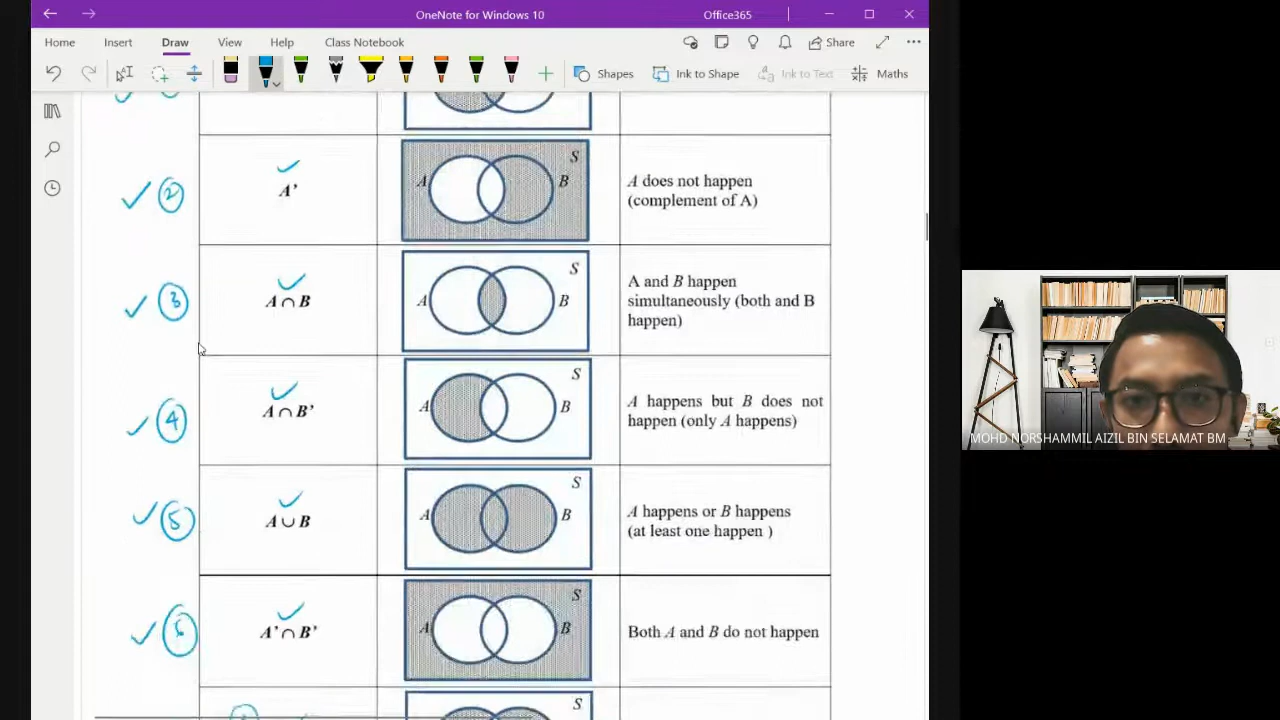 OneNote for Windows 10
Office365
Home
Insert
Draw
View
Help
Class Notebook
Share
Shapes
Ink to Shape
Ink to Text
Maths
②
A'
A
S
B
A does not happen
(complement of A)
③
A ∩ B
A
S
B
A and B happen
simultaneously (both and B
happen)
④
A ∩ B'
A
S
B
A happens but B does not
happen (only A happens)
⑤
A ∪ B
A
S
B
A happens or B happens
(at least one happen )
⑥
A' ∩ B'
A
S
B
Both A and B do not happen
S
MOHD NORSHAMMIL AIZIL BIN SELAMAT BM